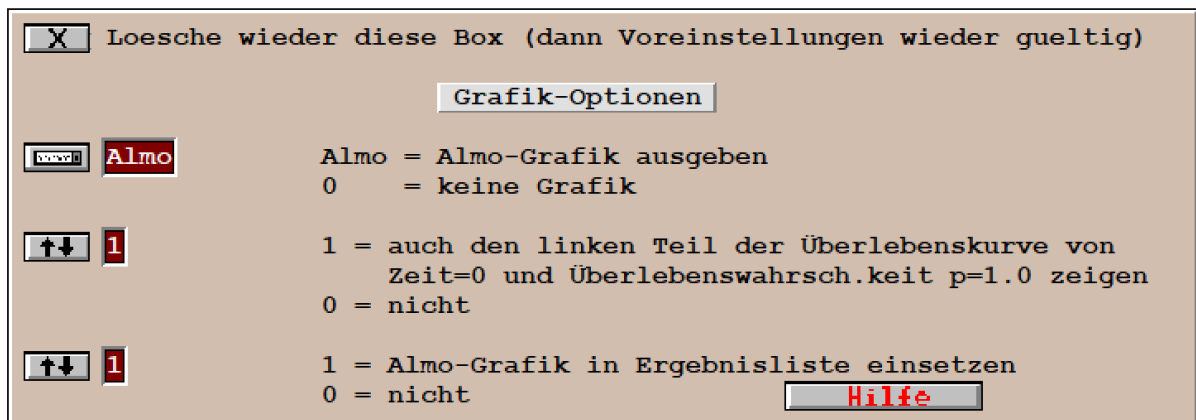 X Loesche wieder diese Box (dann Voreinstellungen wieder gueltig)
Grafik-Optionen
Almo Almo = Almo-Grafik ausgeben
0 = keine Grafik
1 1 = auch den linken Teil der Überlebenskurve von
Zeit=0 und Überlebenswahrsch.keit p=1.0 zeigen
0 = nicht
1 1 = Almo-Grafik in Ergebnisliste einsetzen
0 = nicht Hilfe